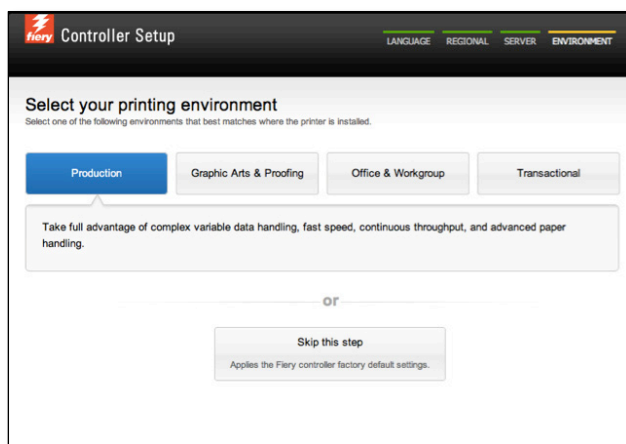 fiery
Controller Setup
LANGUAGE REGIONAL SERVER ENVIRONMENT
Select your printing environment
Select one of the following environments that best matches where the printer is installed.
Production
Graphic Arts & Proofing
Office & Workgroup
Transactional
Take full advantage of complex variable data handling, fast speed, continuous throughput, and advanced paper
handling.
or
Skip this step
Applies the Fiery controller factory default settings.